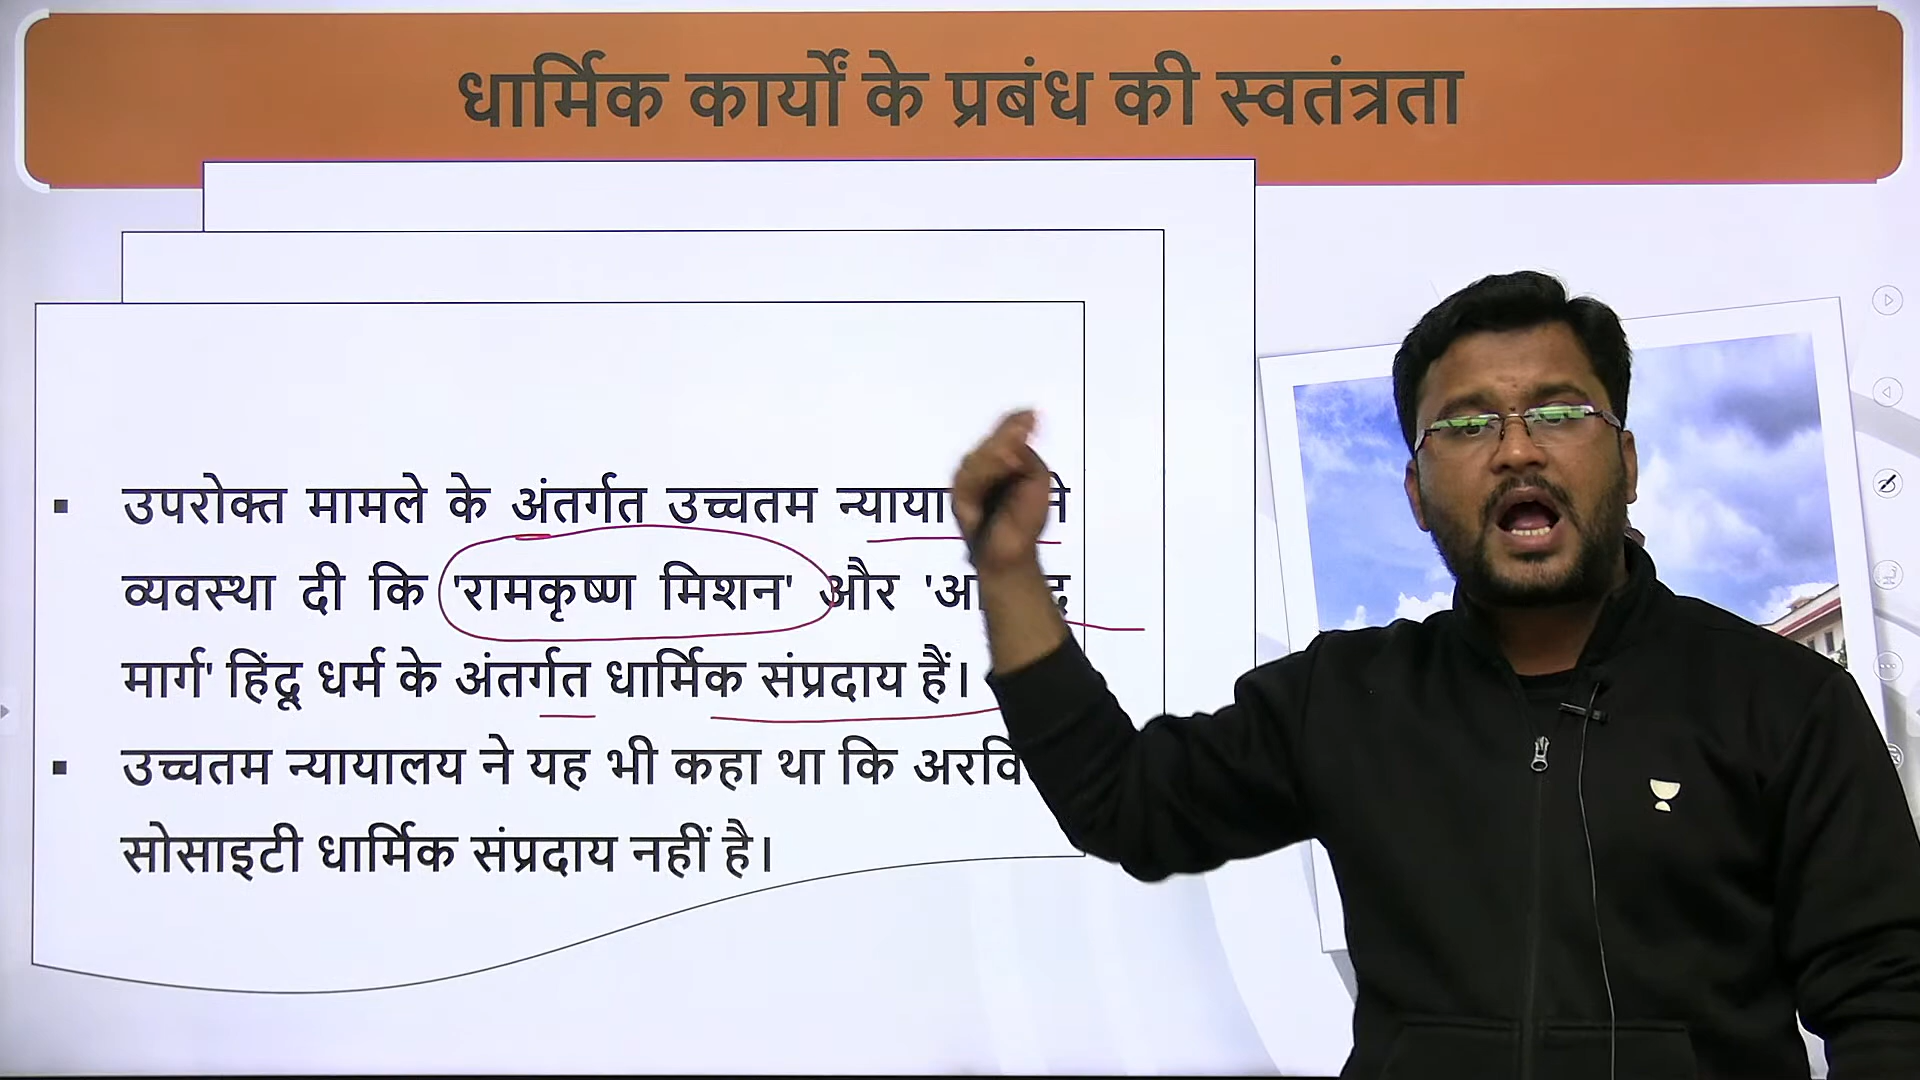 धार्मिक कार्यों के प्रबंध की स्वतंत्रता
उपरोक्त मामले के अंतर्गत उच्चतम
व्यवस्था दी कि 'रामकृष्ण मिशन' और
मार्ग' हिंदू धर्म के अंतर्गत धार्मिक संप्रदाय हैं।
उच्चतम न्यायालय ने यह भी कहा था कि
सोसाइटी धार्मिक संप्रदाय नहीं है।